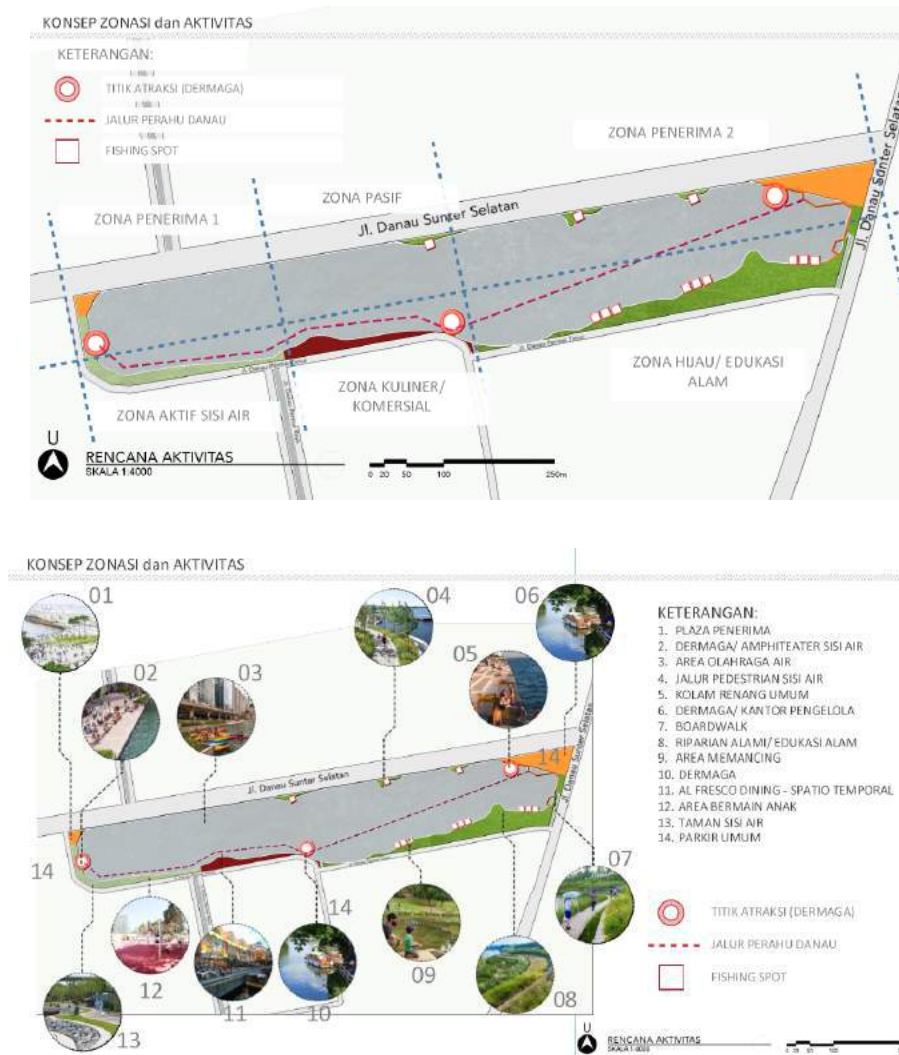 KONSEP ZONASI dan AKTIVITAS
KETERANGAN:
TITIK ATRAKSI (DERMAGA)
JALUR PERAHU DANAU
FISHING SPOT
ZONA PENERIMA 2
ZONA PASIF
ZONA PENERIMA 1
Jl. Danau Sunter Selatan
Jl. Danau Sunter Selatan
ZONA HIJAU/ EDUKASI
ALAM
ZONA KULINER/
KOMERSIAL
ZONA AKTIF SISI AIR
U
RENCANA AKTIVITAS
SKALA 1:4000
0 20 50 100 250m
KONSEP ZONASI dan AKTIVITAS
01
02
03
04
05
06
KETERANGAN:
1. PLAZA PENERIMA
2. DERMAGA/ AMPHITEATER SISI AIR
3. AREA OLAHRAGA AIR
4. JALUR PEDESTRIAN SISI AIR
5. KOLAM RENANG UMUM
6. DERMAGA/ KANTOR PENGELOLA
7. BOARDWALK
8. RIPARIAN ALAMI/ EDUKASI ALAM
9. AREA MEMANCING
10. DERMAGA
11. AL FRESCO DINING - SPATIO TEMPORAL
12. AREA BERMAIN ANAK
13. TAMAN SISI AIR
14. PARKIR UMUM
14
Jl. Danau Sunter Selatan
Jl. Danau Sunter Selatan
14
14
07
08
09
10
11
12
13
TITIK ATRAKSI (DERMAGA)
JALUR PERAHU DANAU
FISHING SPOT
U
RENCANA AKTIVITAS